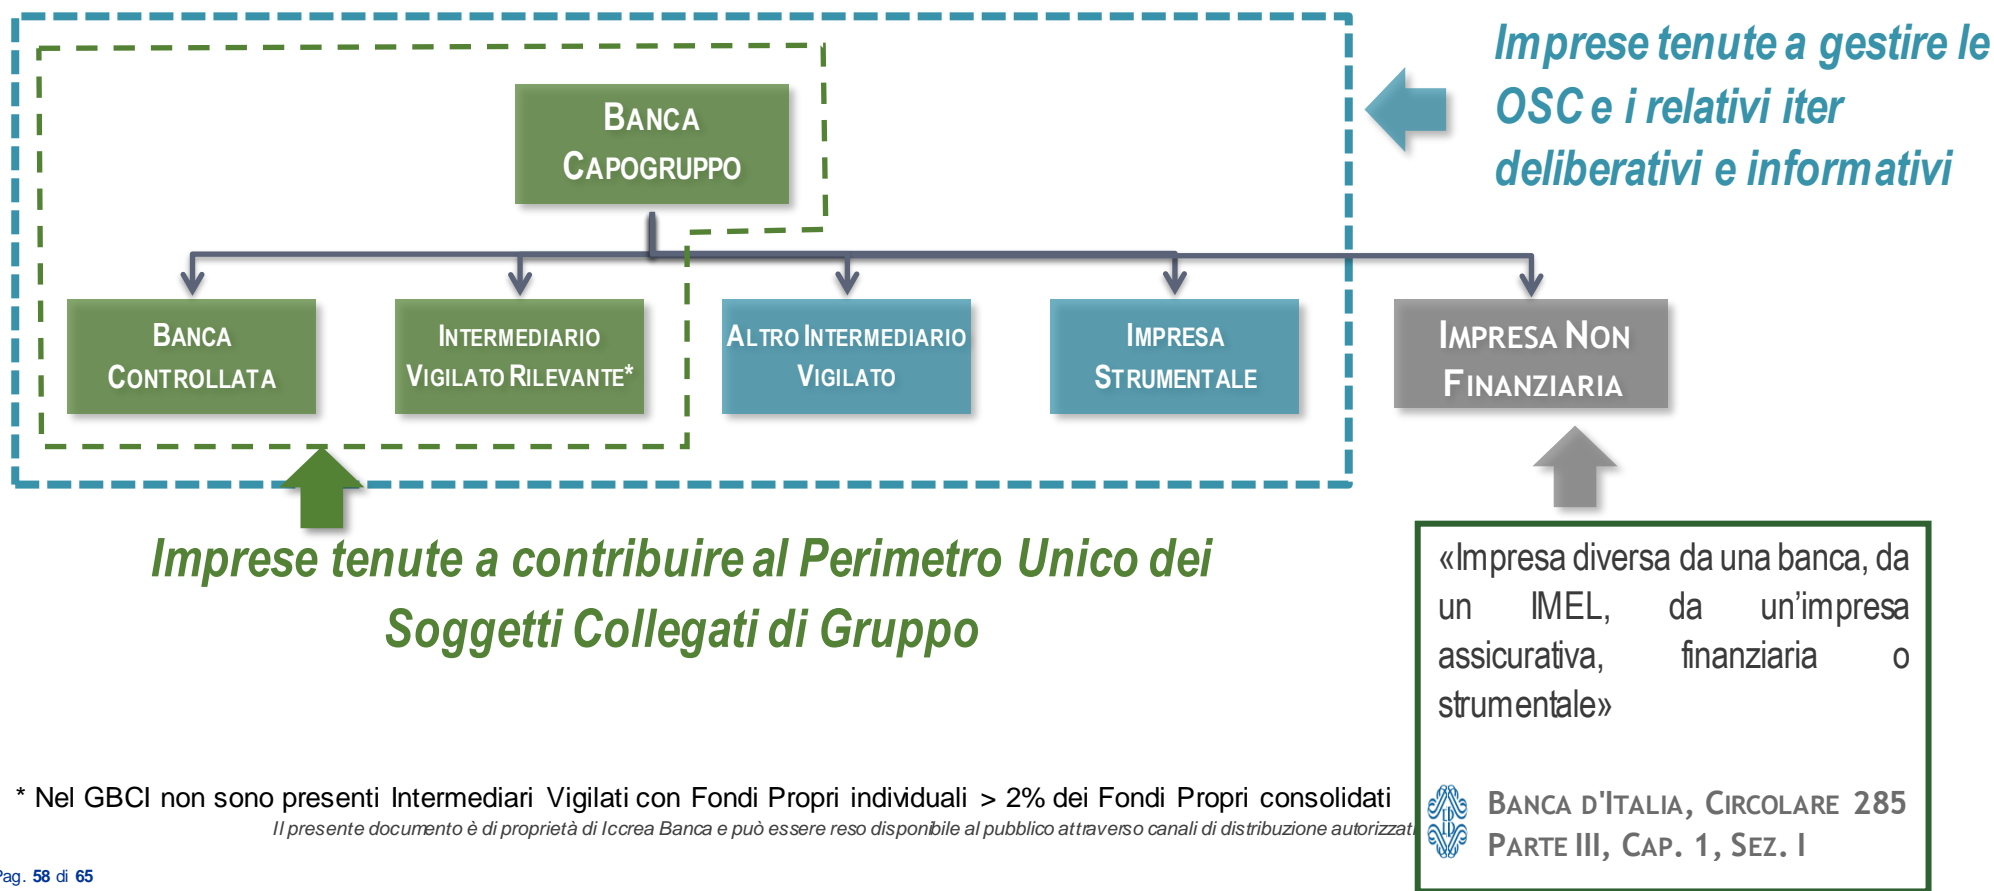 Imprese tenute a gestire le
OSC e i relativi iter
deliberativi e informativi
BANCA
CAPOGRUPPO
BANCA
CONTROLLATA
INTERMEDIARIO
VIGILATO RILEVANTE*
ALTRO INTERMEDIARIO
VIGILATO
IMPRESA
STRUMENTALE
IMPRESA NON
FINANZIARIA
Imprese tenute a contribuire al Perimetro Unico dei
Soggetti Collegati di Gruppo
«Impresa diversa da una banca, da
un IMEL, da un'impresa
assicurativa, finanziaria o
strumentale»
BANCA D'ITALIA, CIRCOLARE 285
PARTE III, CAP. 1, SEZ. I
* Nel GBCI non sono presenti Intermediari Vigilati con Fondi Propri individuali > 2% dei Fondi Propri consolidati
Il presente documento è di proprietà di Iccrea Banca e può essere reso disponibile al pubblico attraverso canali di distribuzione autorizzati
Pag. 58 di 65